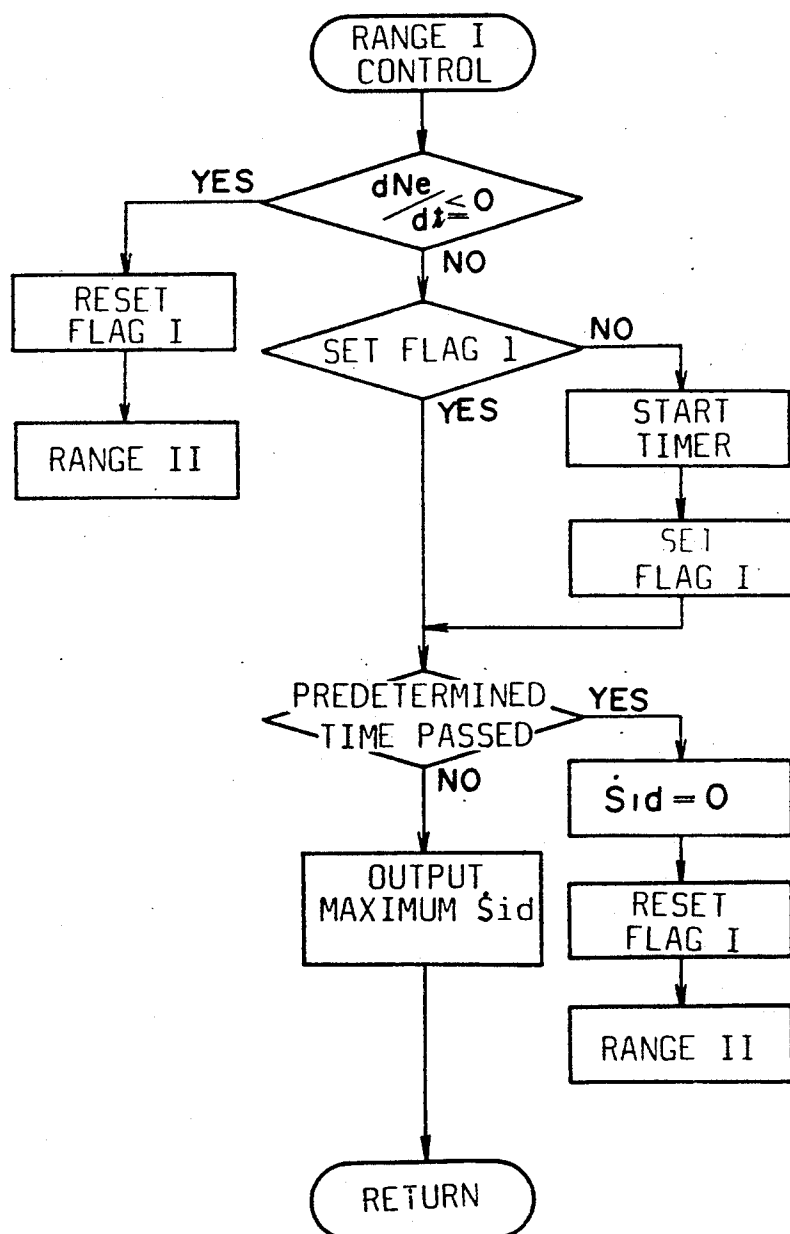 RANGE I
CONTROL
YES
dNe
/dt ≦ 0
NO
RESET
FLAG I
SET FLAG 1
NO
YES
RANGE II
START
TIMER
SET
FLAG I
PREDETERMINED
TIME PASSED
YES
NO
Ṡid = 0
OUTPUT
MAXIMUM Ṡid
RESET
FLAG I
RANGE II
RETURN